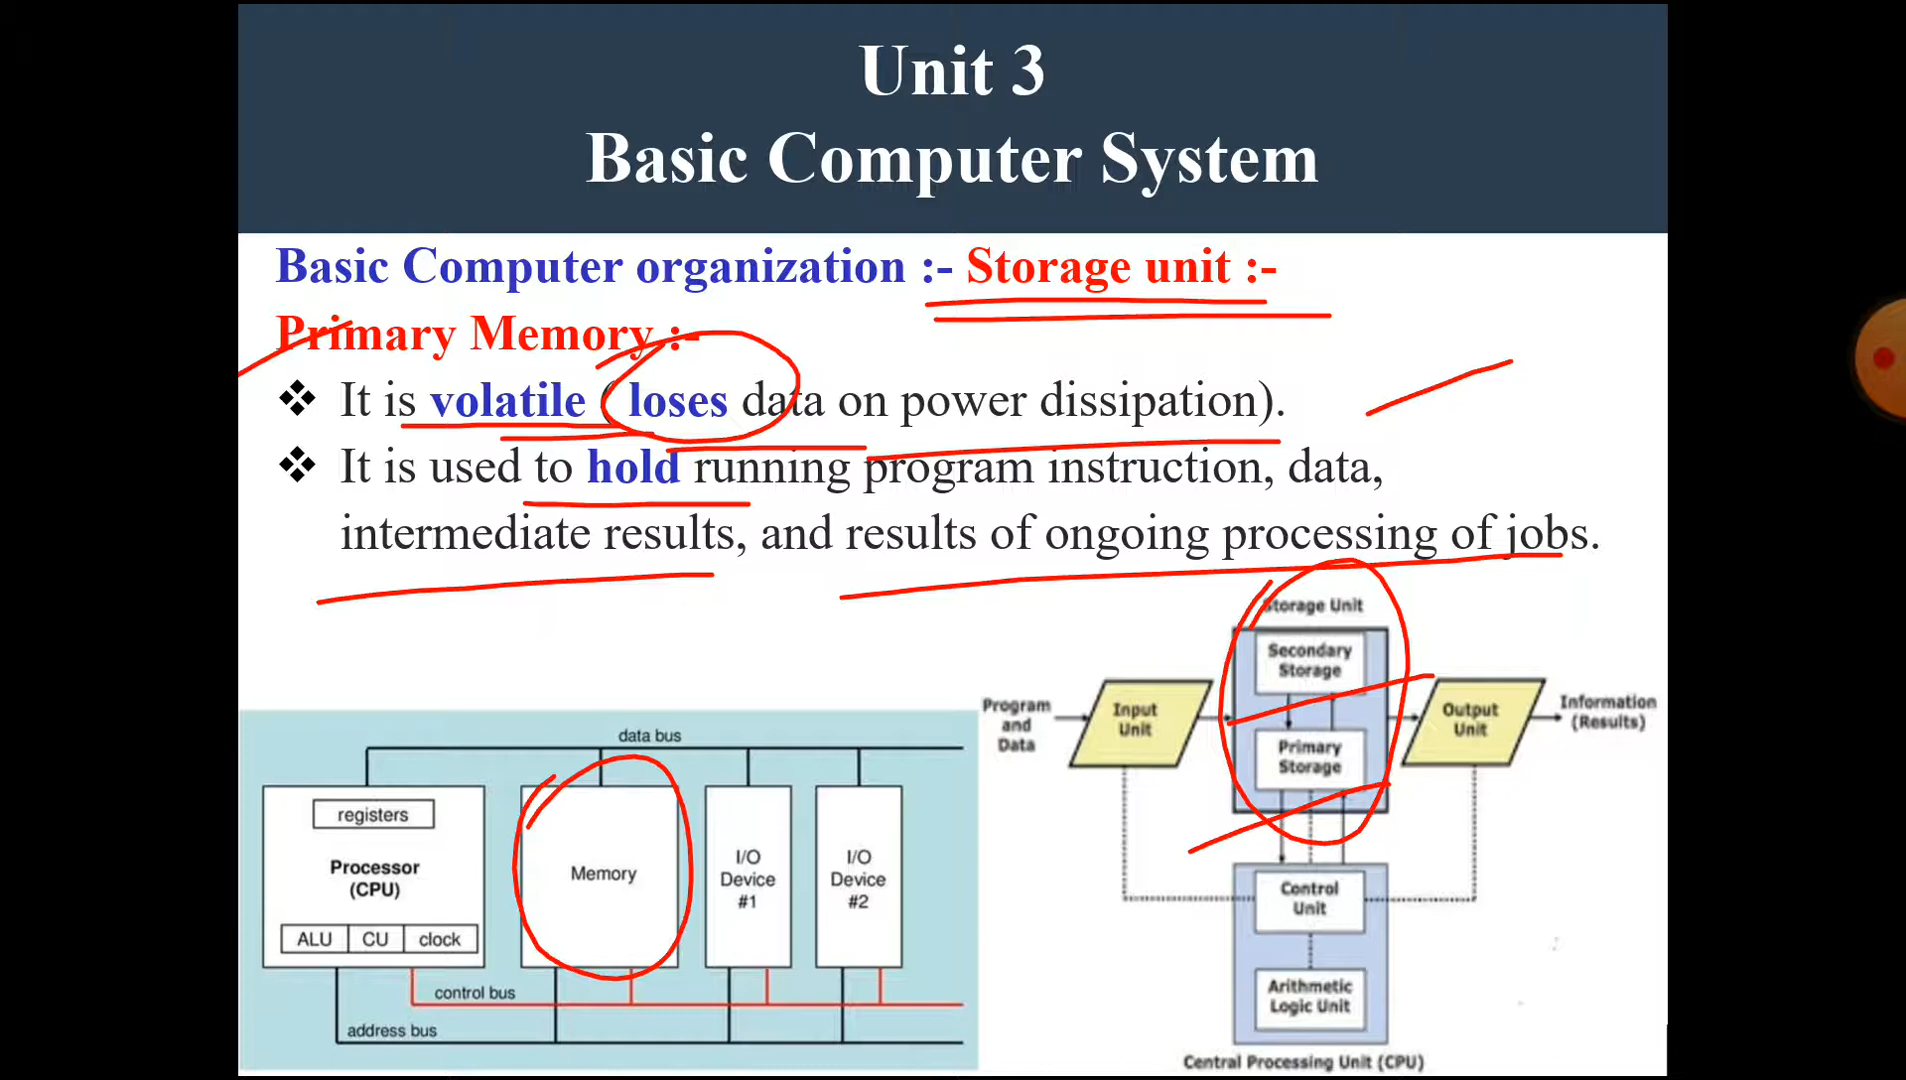 Unit 3
Basic Computer System
Basic Computer organization :- Storage unit :-
Primary Memory :-
❖ It is volatile ( loses data on power dissipation).
❖ It is used to hold running program instruction, data,
intermediate results, and results of ongoing processing of jobs.
data bus
registers
Processor
(CPU)
ALU CU clock
Memory
I/O
Device
#1
I/O
Device
#2
control bus
address bus
Storage Unit
Secondary
Storage
Program
and
Data
Input
Unit
Primary
Storage
Output
Unit
Information
(Results)
Control
Unit
Arithmetic
Logic Unit
Central Processing Unit (CPU)